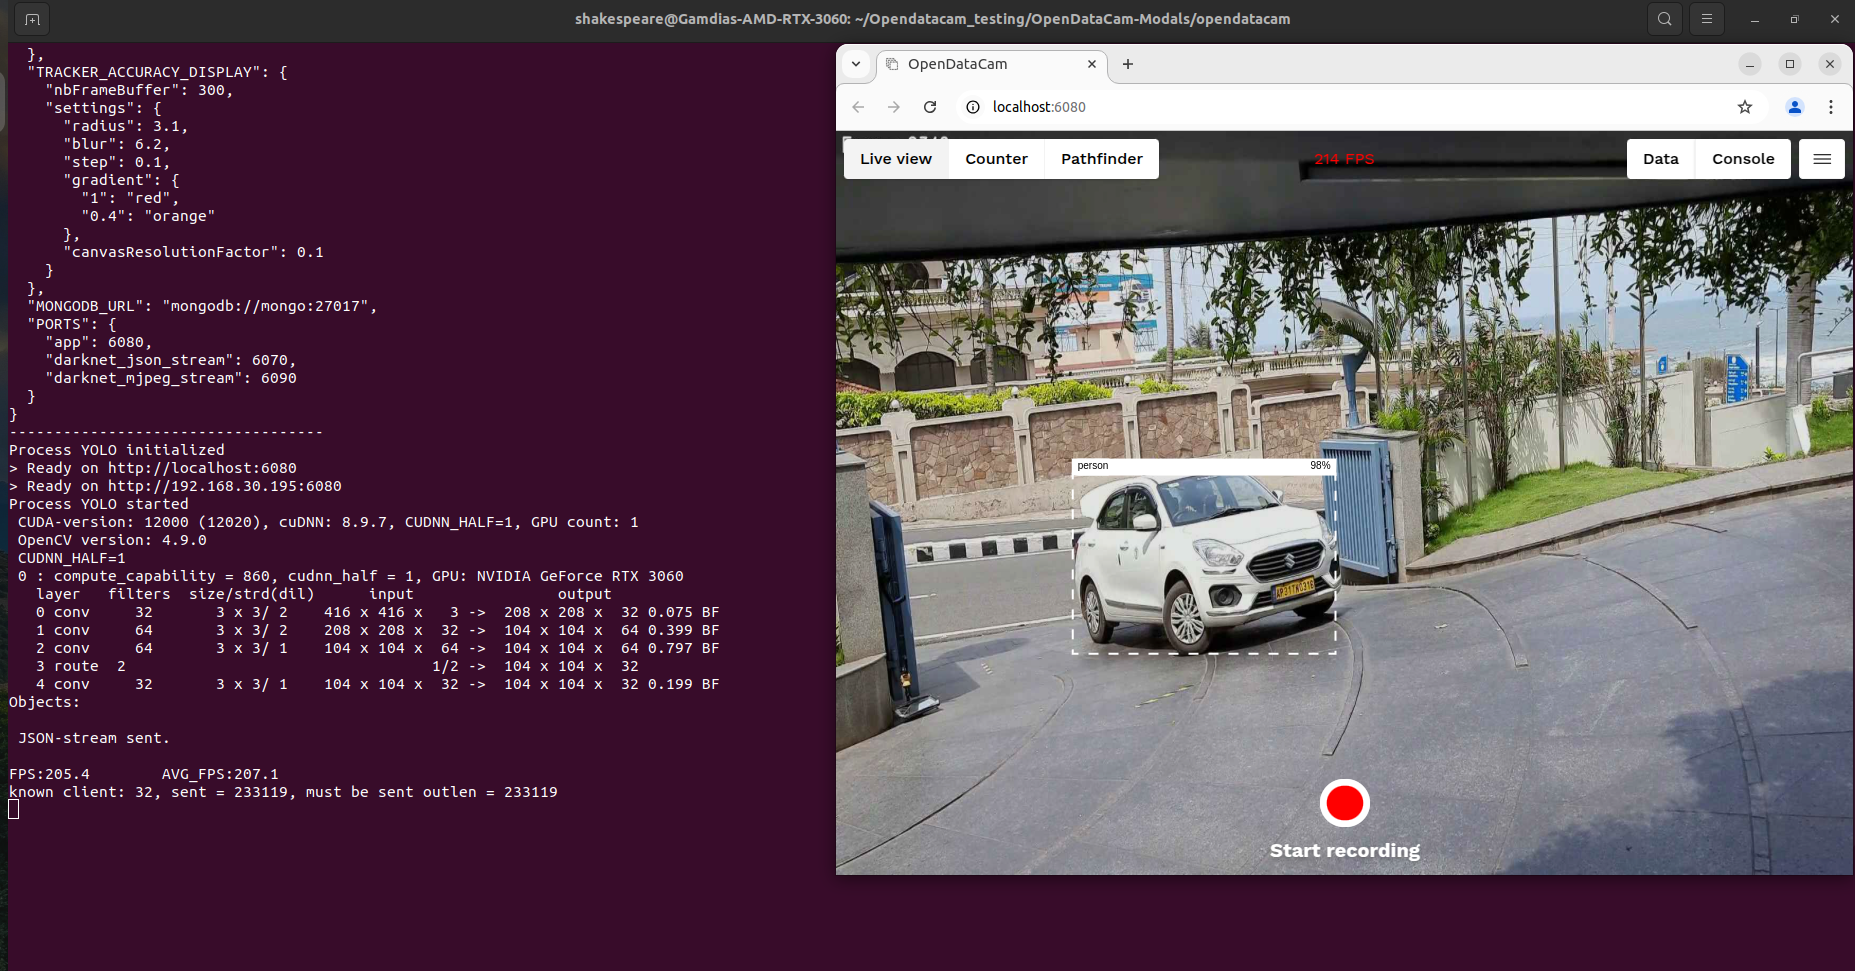 shakespeare@Gamdias-AMD-RTX-3060: ~/Opendatacam_testing/OpenDataCam-Modals/opendatacam
  },
  "TRACKER_ACCURACY_DISPLAY": {
    "nbFrameBuffer": 300,
    "settings": {
      "radius": 3.1,
      "blur": 6.2,
      "step": 0.1,
      "gradient": {
        "1": "red",
        "0.4": "orange"
      },
      "canvasResolutionFactor": 0.1
    }
  },
  "MONGODB_URL": "mongodb://mongo:27017",
  "PORTS": {
    "app": 6080,
    "darknet_json_stream": 6070,
    "darknet_mjpeg_stream": 6090
  }
}
-----------------------------------
Process YOLO initialized
> Ready on http://localhost:6080
> Ready on http://192.168.30.195:6080
Process YOLO started
 CUDA-version: 12000 (12020), cuDNN: 8.9.7, CUDNN_HALF=1, GPU count: 1
 OpenCV version: 4.9.0
 CUDNN_HALF=1
 0 : compute_capability = 860, cudnn_half = 1, GPU: NVIDIA GeForce RTX 3060
   layer   filters  size/strd(dil)      input                output
   0 conv     32       3 x 3/ 2    416 x 416 x   3 ->  208 x 208 x  32 0.075 BF
   1 conv     64       3 x 3/ 2    208 x 208 x  32 ->  104 x 104 x  64 0.399 BF
   2 conv     64       3 x 3/ 1    104 x 104 x  64 ->  104 x 104 x  64 0.797 BF
   3 route  2                                  1/2 ->  104 x 104 x  32
   4 conv     32       3 x 3/ 1    104 x 104 x  32 ->  104 x 104 x  32 0.199 BF
Objects:
 JSON-stream sent.
FPS:205.4        AVG_FPS:207.1
known client: 32, sent = 233119, must be sent outlen = 233119
OpenDataCam
localhost:6080
Live view Counter Pathfinder 214 FPS Data Console
person 98%
Start recording